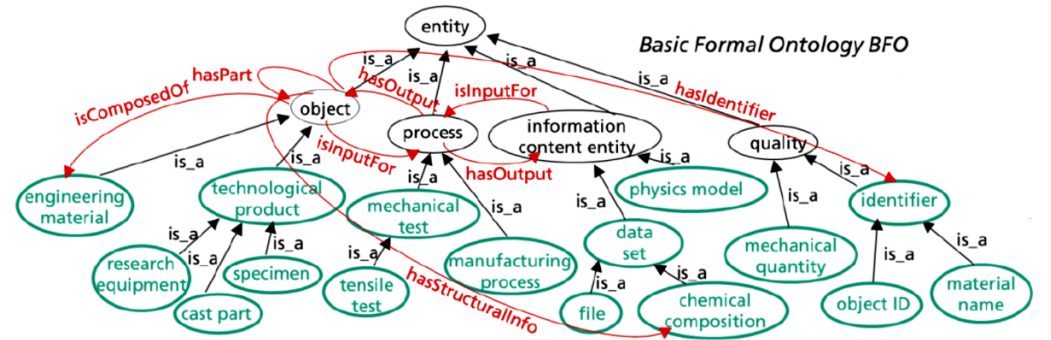 entity
Basic Formal Ontology BFO
is_a
is_a
is_a
hasPart
hasOutput
isComposedOf
isInputFor
hasIdentifier
object
process
information
content entity
quality
isInputFor
hasOutput
is_a
is_a
is_a
is_a
is_a
is_a
engineering
material
technological
product
mechanical
test
physics model
identifier
is_a
is_a
is_a
is_a
is_a
is_a
data
set
is_a
is_a
is_a
research
equipment
specimen
tensile
test
manufacturing
process
mechanical
quantity
is_a
is_a
cast part
hasStructuralInfo
file
chemical
composition
object ID
material
name